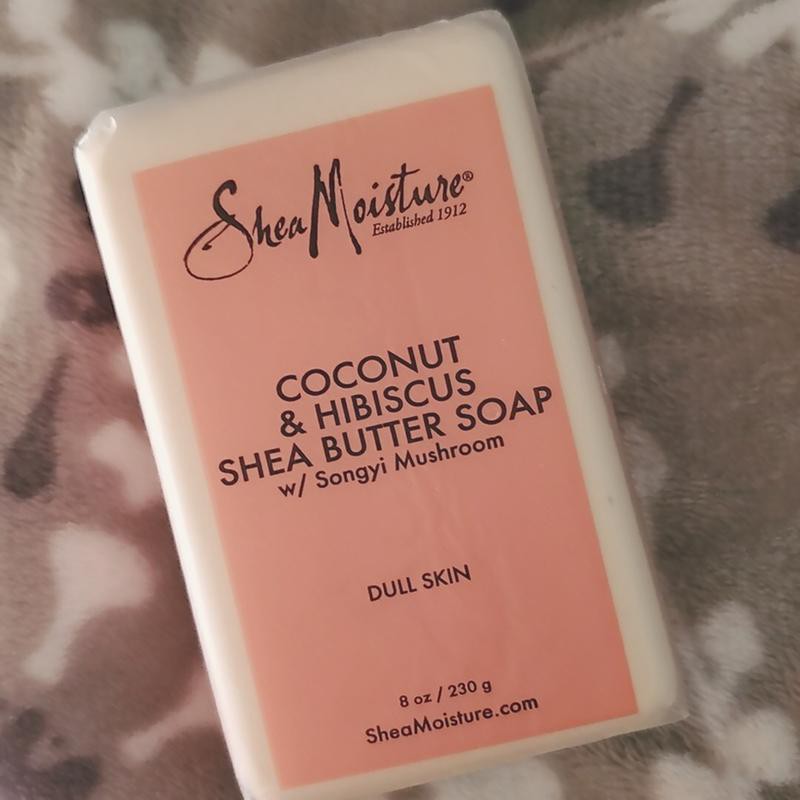 SheaMoisture®
Established 1912
COCONUT
& HIBISCUS
SHEA BUTTER SOAP
w/ Songyi Mushroom
DULL SKIN
8 oz / 230 g
SheaMoisture.com